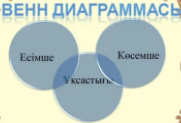 ВЕНН ДИАГРАММАСЫ
Есімше
Көсемше
Ұқсастығы